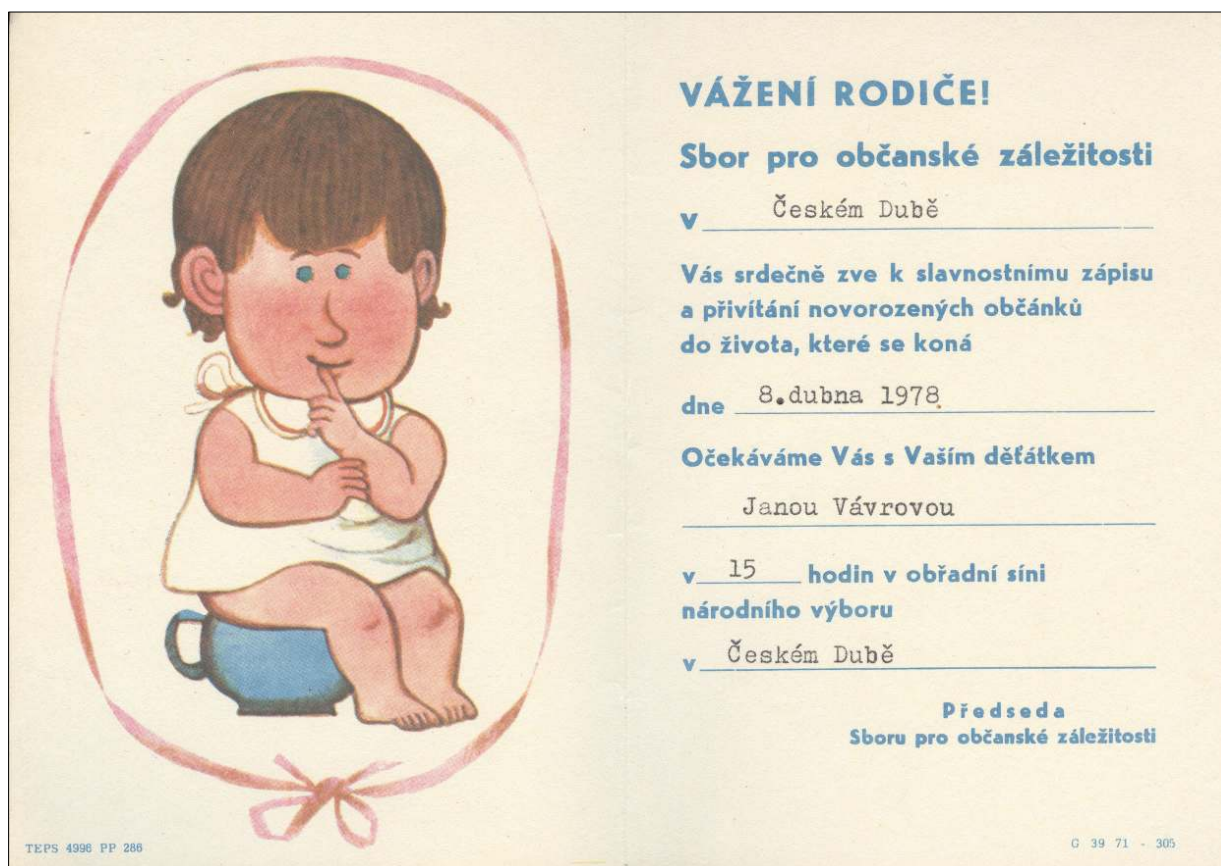 VÁŽENÍ RODIČE!
Sbor pro občanské záležitosti
v Českém Dubě
Vás srdečně zve k slavnostnímu zápisu
a přivítání novorozených občánků
do života, které se koná
dne 8.dubna 1978
Očekáváme Vás s Vaším děťátkem
Janou Vávrovou
v 15 hodin v obřadní síni
národního výboru
v Českém Dubě
Předseda
Sboru pro občanské záležitosti
TEPS 4996 PP 286
G 39 71 - 305